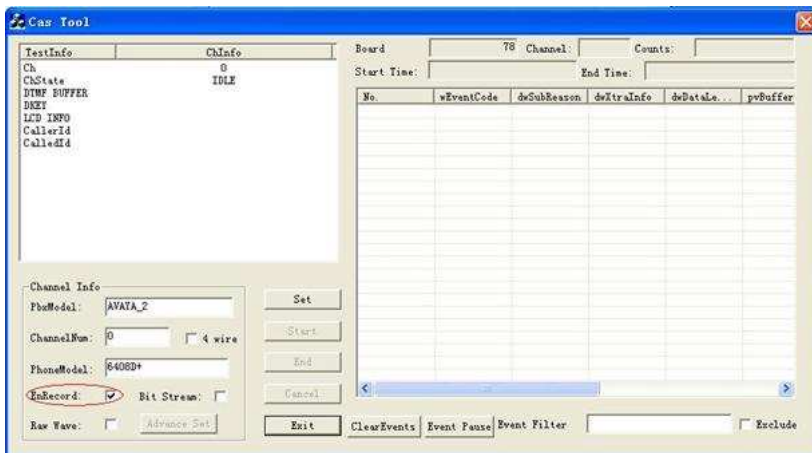 Cas Tool
TestInfo ChInfo
Ch 0
ChState IDLE
DTMF BUFFER
DKEY
LCD INFO
CallerId
CalledId
Board 78 Channel: Counts:
Start Time: End Time:
No. wEventCode dwSubReason dwXtraInfo dwDataLe... pvBuffer
Channel Info
PbxModel: AVAYA_2
ChannelNum: 0 4 wire
PhoneModel: 6408D+
EnRecord: Bit Stream:
Raw Wave: Advance Set
Set
Start
End
Cancel
Exit
ClearEvents Event Pause Event Filter Exclude